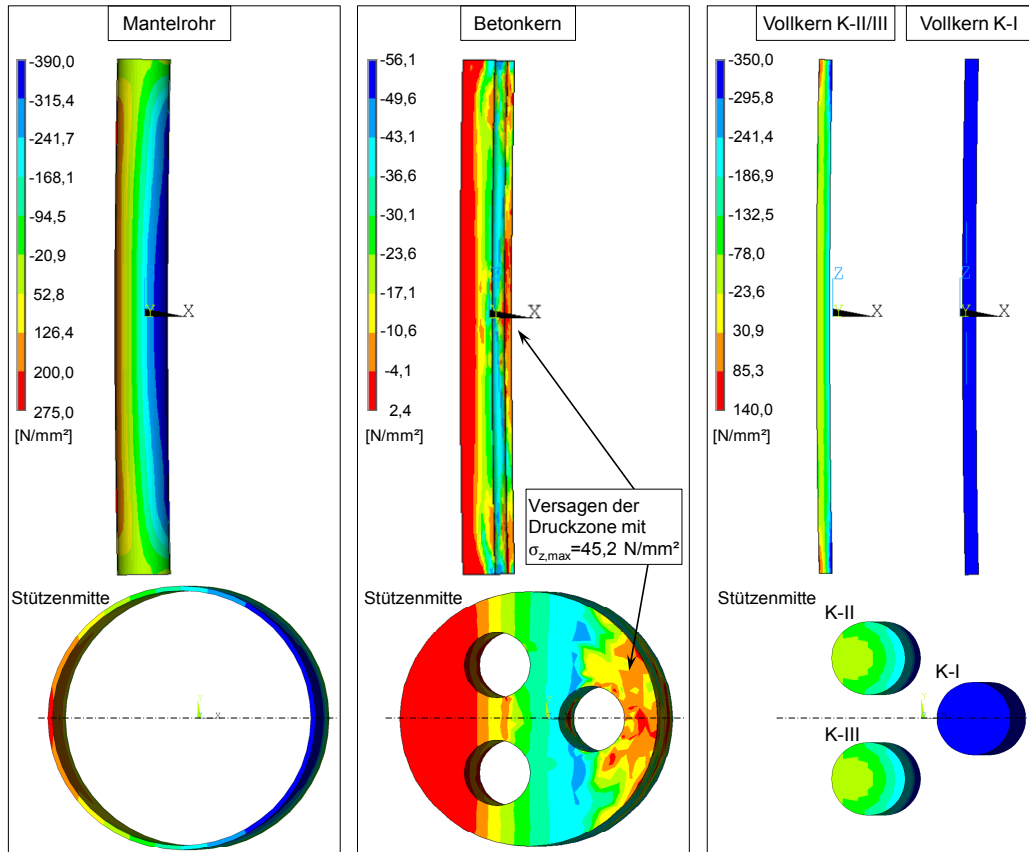 Mantelrohr
-390,0
-315,4
-241,7
-168,1
-94,5
-20,9
52,8
126,4
200,0
275,0
[N/mm²]
Y
X
Stützenmitte
Betonkern
-56,1
-49,6
-43,1
-36,6
-30,1
-23,6
-17,1
-10,6
-4,1
2,4
[N/mm²]
X
Versagen der
Druckzone mit
σz,max=45,2 N/mm²
Stützenmitte
Vollkern K-II/III
Vollkern K-I
-350,0
-295,8
-241,4
-186,9
-132,5
-78,0
-23,6
30,9
85,3
140,0
[N/mm²]
Z
Y
X
Z
Y
X
Stützenmitte
K-II
K-I
K-III